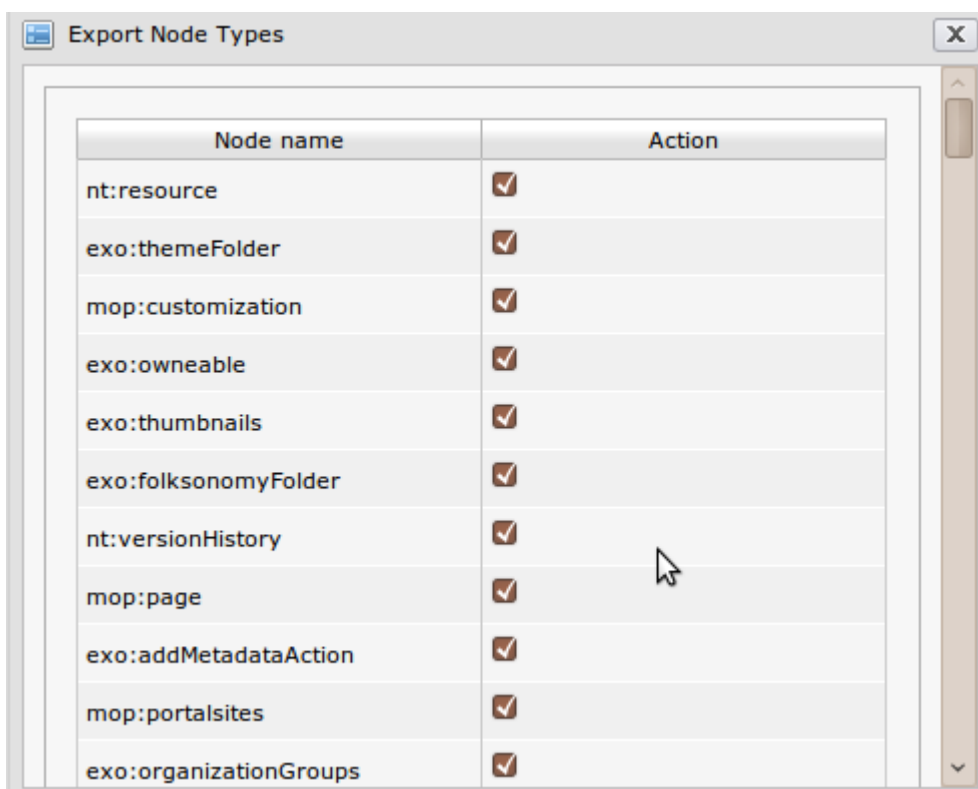 Export Node Types
Node name Action
nt:resource
exo:themeFolder
mop:customization
exo:owneable
exo:thumbnails
exo:folksonomyFolder
nt:versionHistory
mop:page
exo:addMetadataAction
mop:portalsites
exo:organizationGroups